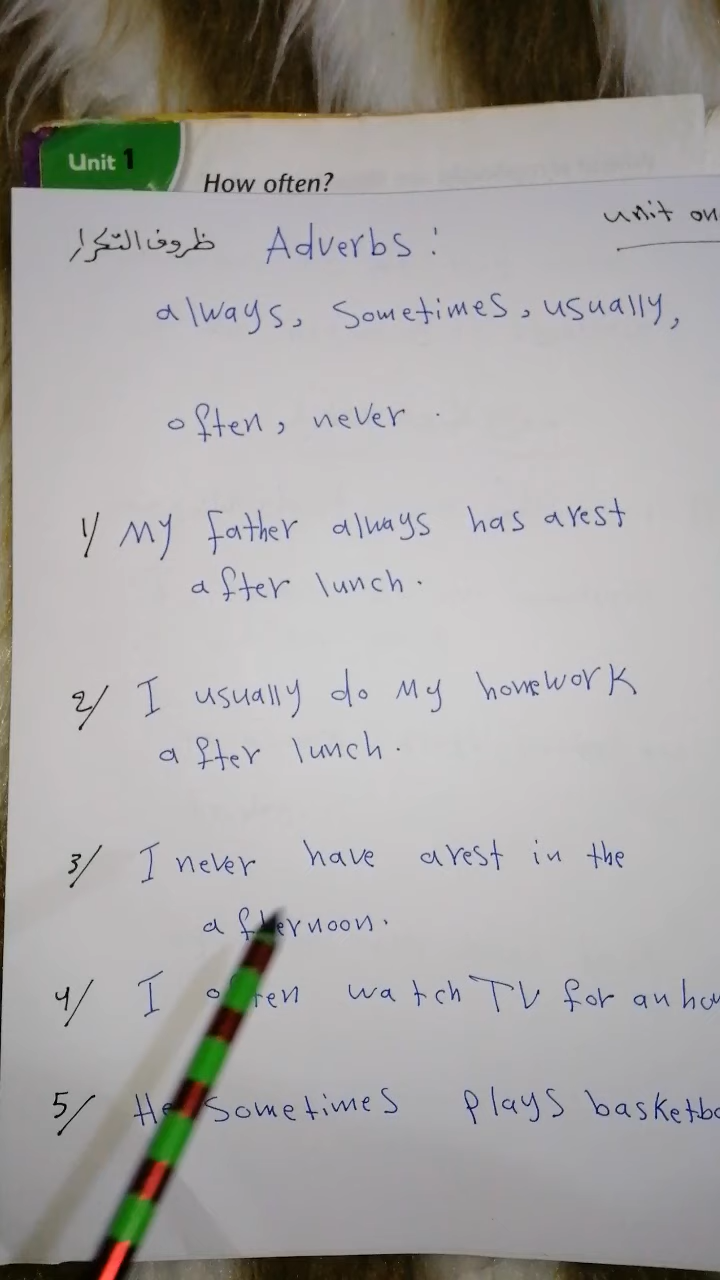 Unit 1
How often?
unit on
ظروف التكرار Adverbs:
always, sometimes, usually,
often, never.
1/ My father always has arest
after lunch.
2/ I usually do My homework
after lunch.
3/ I never have arest in the
afternoon.
4/ I often watch TV for an hou
5/ He sometimes plays basketba